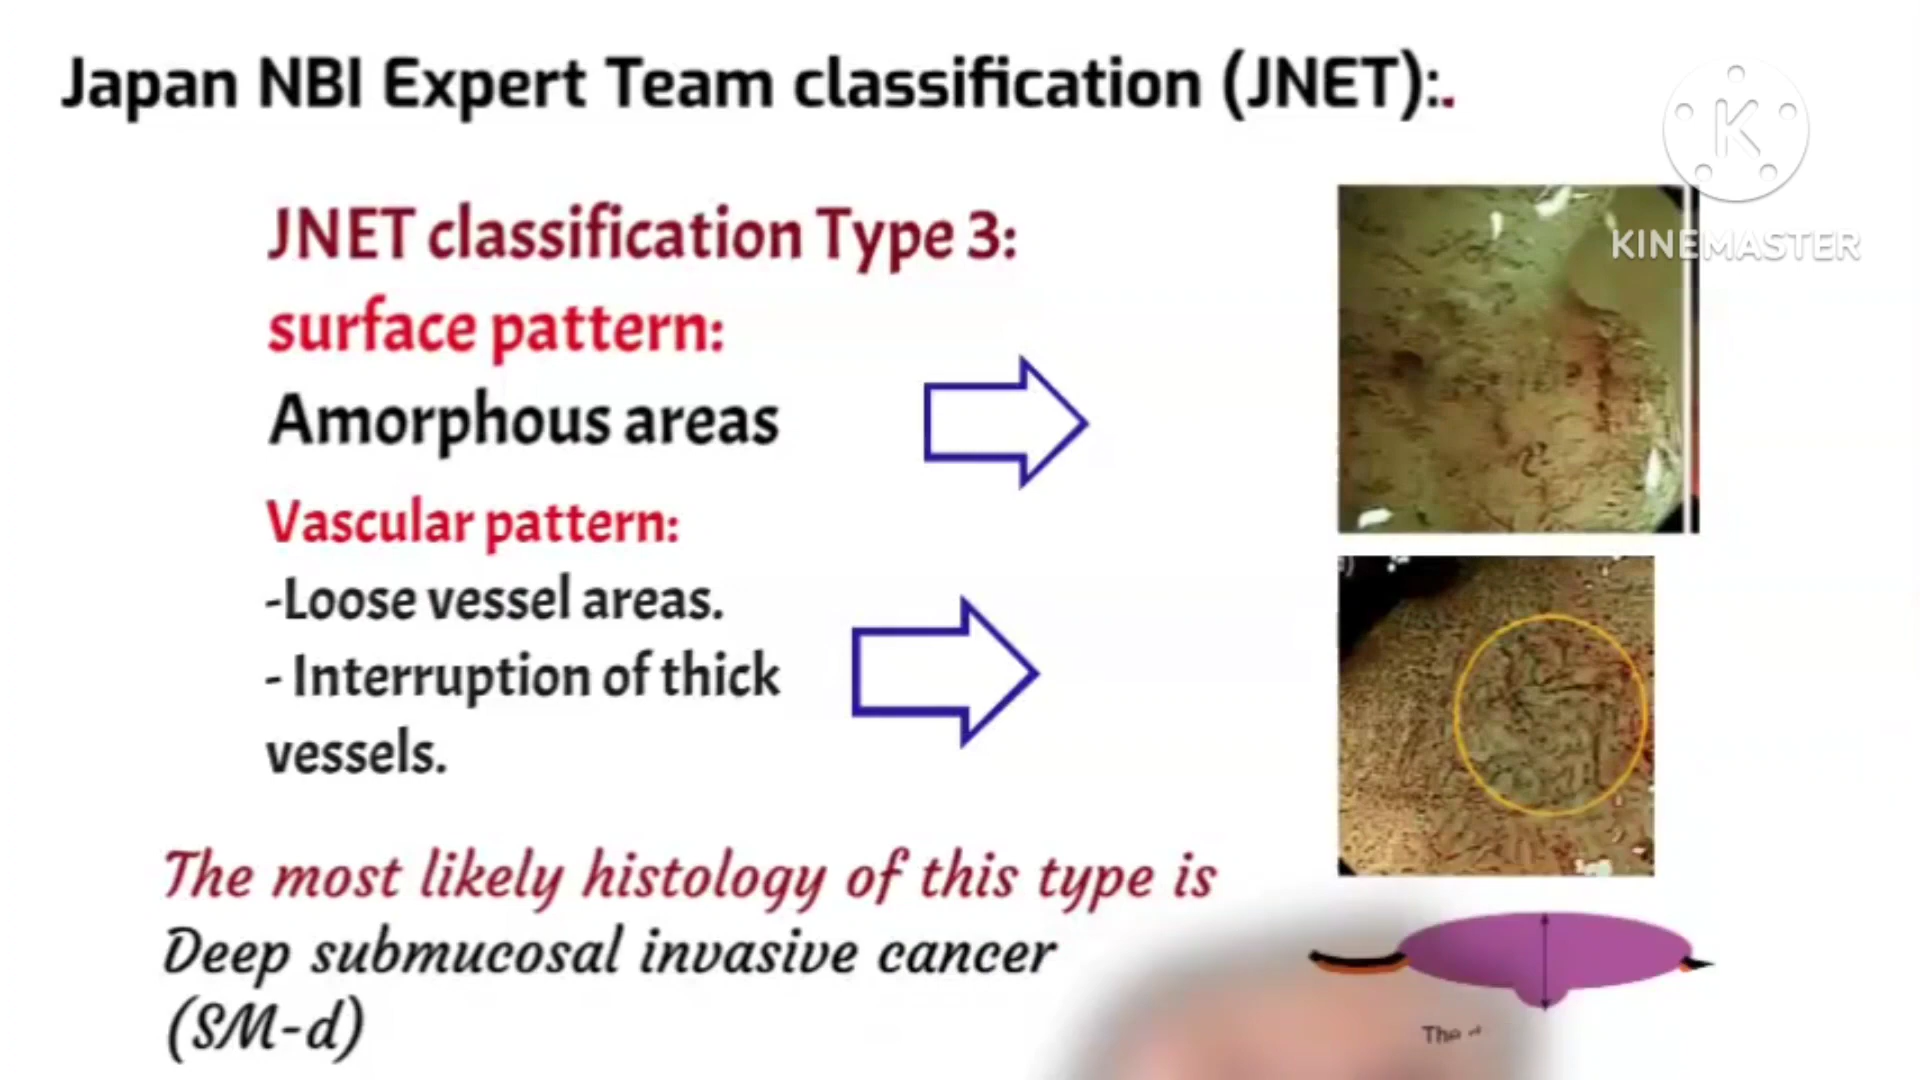 Japan NBI Expert Team classification (JNET):.
K
KINEMASTER
JNET classification Type 3:
surface pattern:
Amorphous areas
Vascular pattern:
-Loose vessel areas.
- Interruption of thick
vessels.
The most likely histology of this type is
Deep submucosal invasive cancer
(SM-d)